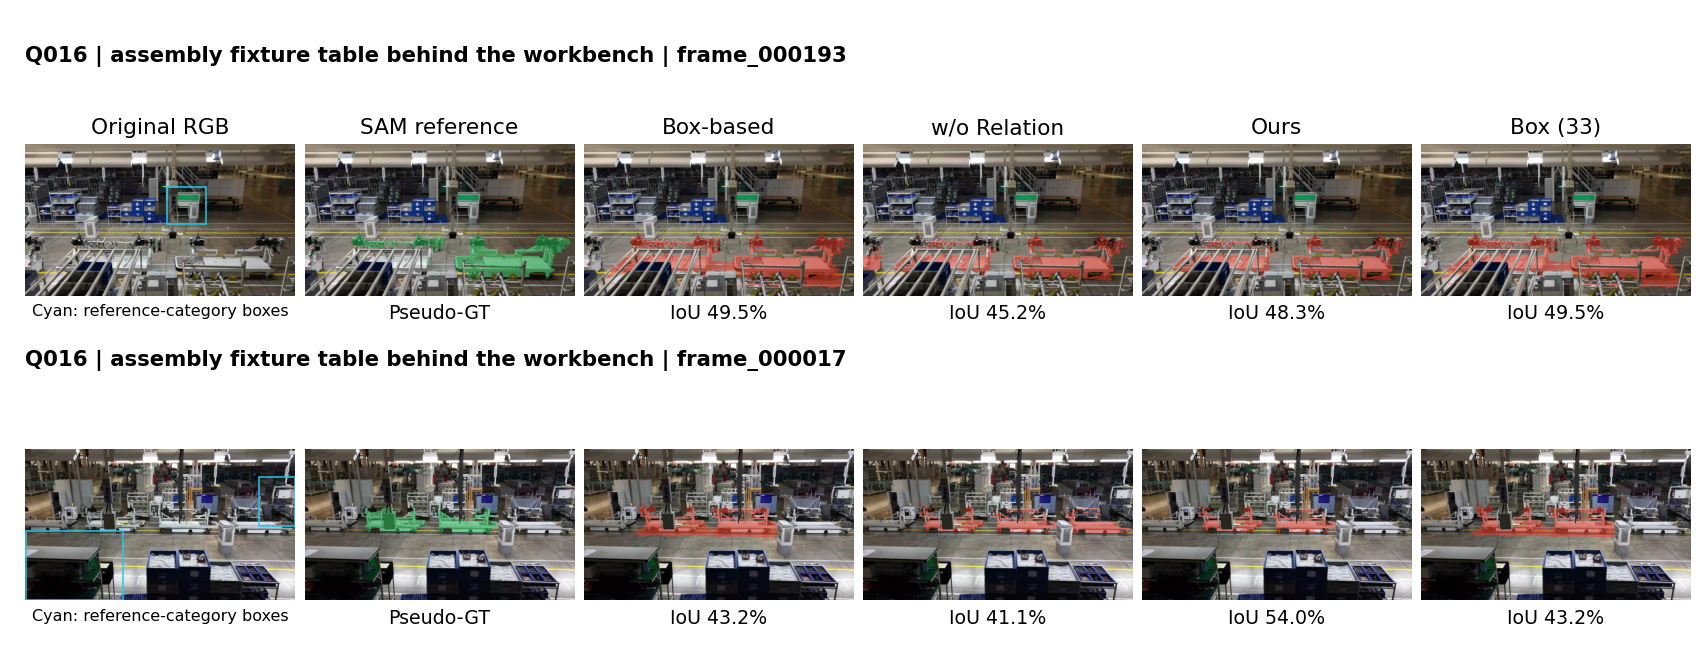 Q016 | assembly fixture table behind the workbench | frame_000193
Original RGB SAM reference Box-based w/o Relation Ours Box (33)
Cyan: reference-category boxes Pseudo-GT IoU 49.5% IoU 45.2% IoU 48.3% IoU 49.5%
Q016 | assembly fixture table behind the workbench | frame_000017
Cyan: reference-category boxes Pseudo-GT IoU 43.2% IoU 41.1% IoU 54.0% IoU 43.2%